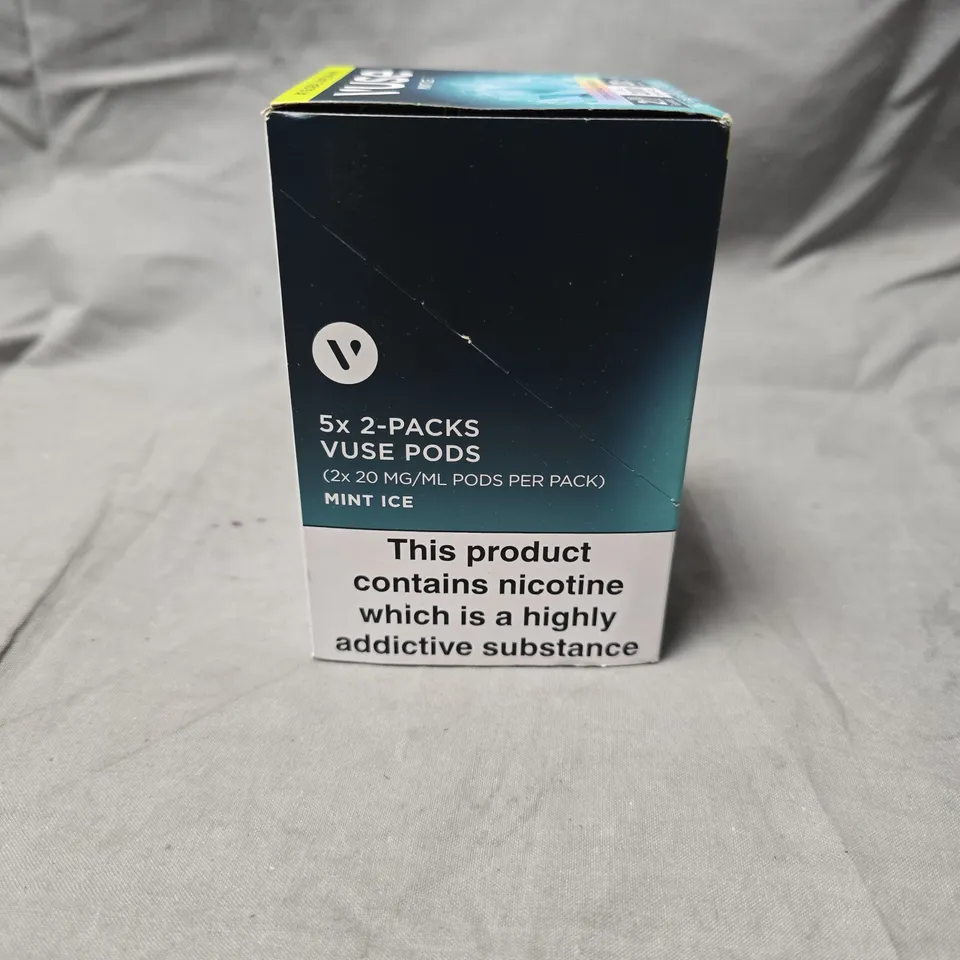 vuse
5x 2-PACKS
VUSE PODS
(2x 20 MG/ML PODS PER PACK)
MINT ICE
This product
contains nicotine
which is a highly
addictive substance